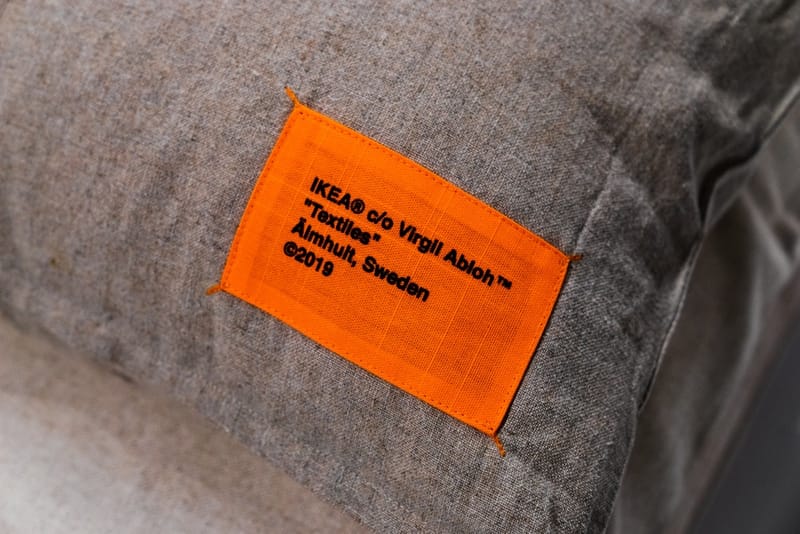 IKEA® c/o Virgil Abloh™
"Textiles"
Älmhult, Sweden
©2019